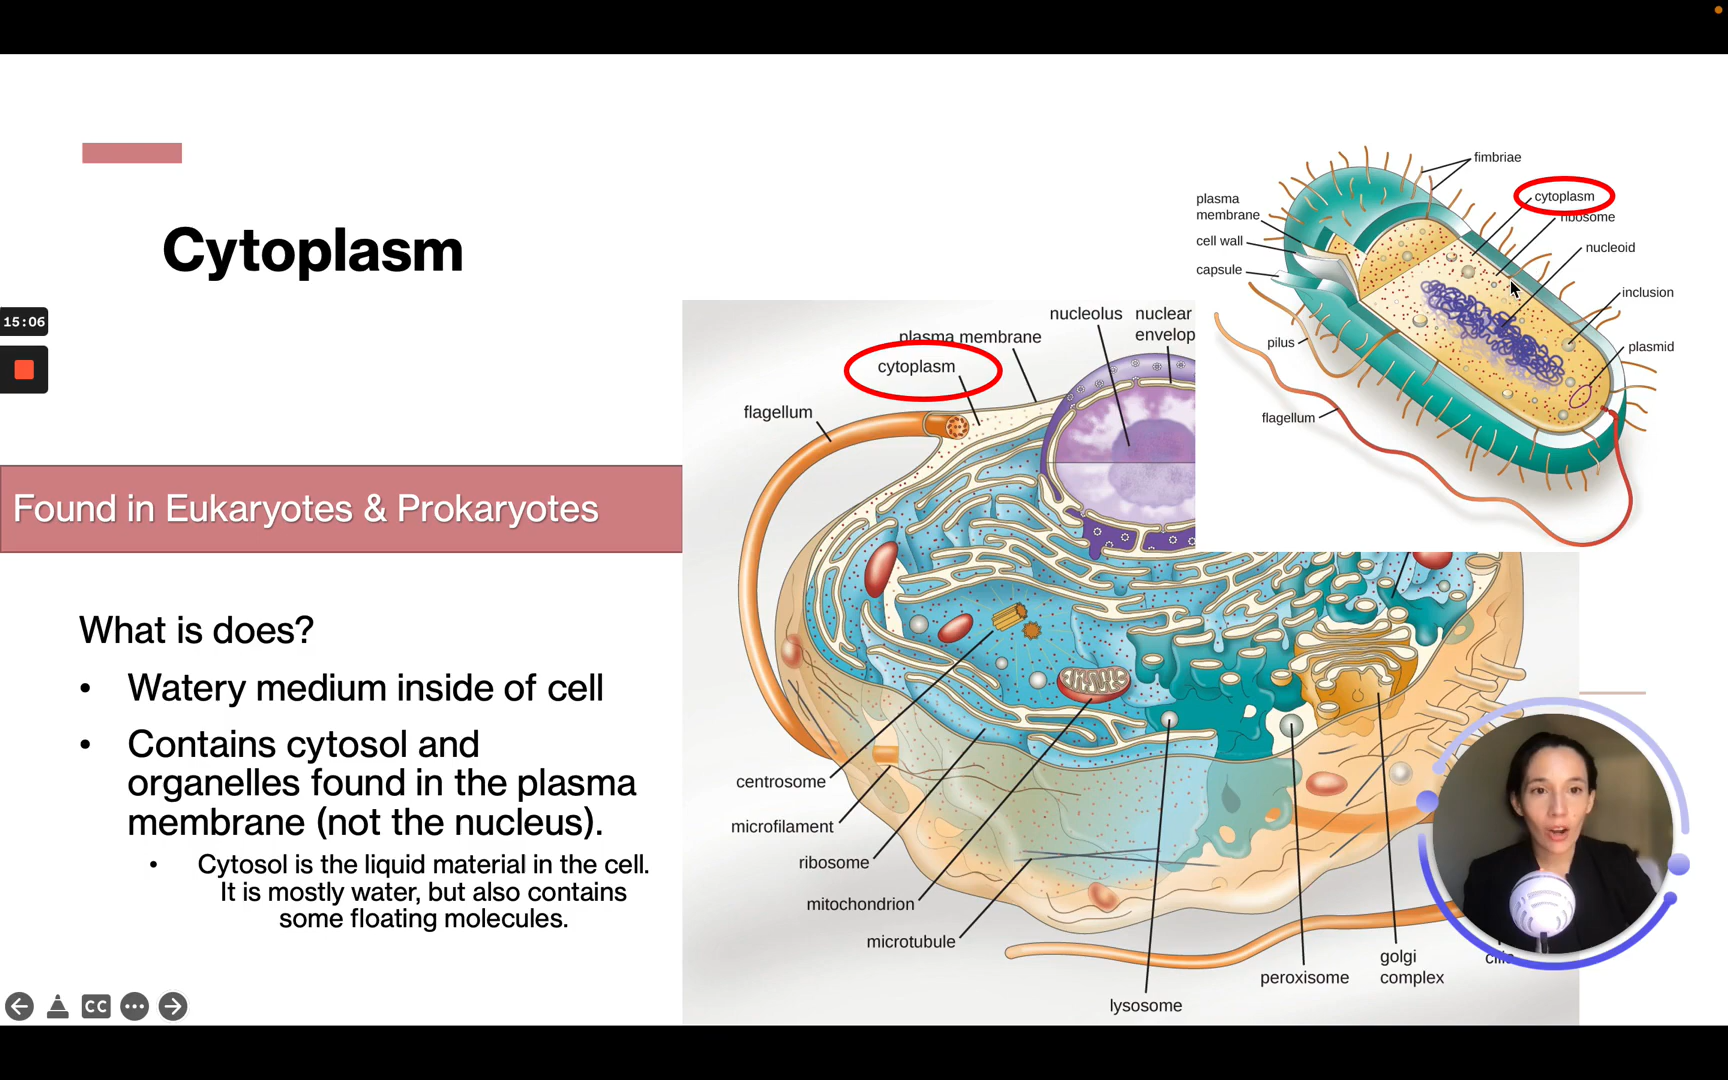 Cytoplasm
15:06
Found in Eukaryotes & Prokaryotes
What is does?
• Watery medium inside of cell
• Contains cytosol and
organelles found in the plasma
membrane (not the nucleus).
• Cytosol is the liquid material in the cell.
It is mostly water, but also contains
some floating molecules.
CC
nucleolus
nuclear
envelop
plasma membrane
cytoplasm
flagellum
centrosome
microfilament
ribosome
mitochondrion
microtubule
lysosome
peroxisome
golgi
complex
fimbriae
cytoplasm
ribosome
nucleoid
inclusion
plasmid
plasma
membrane
cell wall
capsule
pilus
flagellum